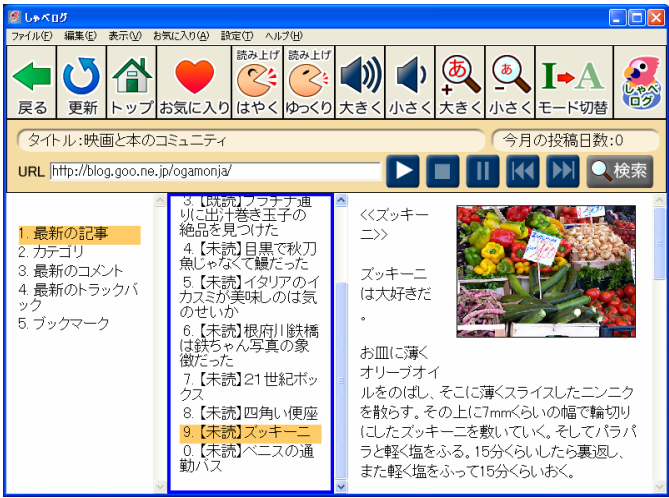 しゃべログ
ファイル(F) 編集(E) 表示(V) お気に入り(A) 設定(T) ヘルプ(H)
読み上げ 読み上げ
戻る 更新 トップ お気に入り はやく ゆっくり 大きく 小さく 大きく 小さく モード切替 しゃべログ
タイトル:映画と本のコミュニティ 今月の投稿日数:0
URL http://blog.goo.ne.jp/ogamonja/ 検索
1. 最新の記事
2. カテゴリ
3. 最新のコメント
4. 最新のトラックバ
ック
5. ブックマーク
3. 【既読】プラチナ通
りに出汁巻き玉子の
絶品を見つけた
4. 【未読】目黒で秋刀
魚じゃなくて鰻だった
5. 【未読】イタリアのイ
カスミが美味しのは気
のせいか
6. 【未読】根府川鉄橋
は鉄ちゃん写真の象
徴だった
7. 【未読】21世紀ボッ
クス
8. 【未読】四角い便座
9. 【未読】ズッキーニ
0. 【未読】ベニスの通
勤バス
<<ズッキー
ニ>>
ズッキーニ
は大好きだ
。
お皿に薄く
オリーブオイ
ルをのばし、そこに薄くスライスしたニンニク
を散らす。その上に7mmくらいの幅で輪切り
にしたズッキーニを敷いていく。そしてパラパ
ラと軽く塩をふる。15分くらいしたら裏返し、
また軽く塩をふって15分くらいおく。